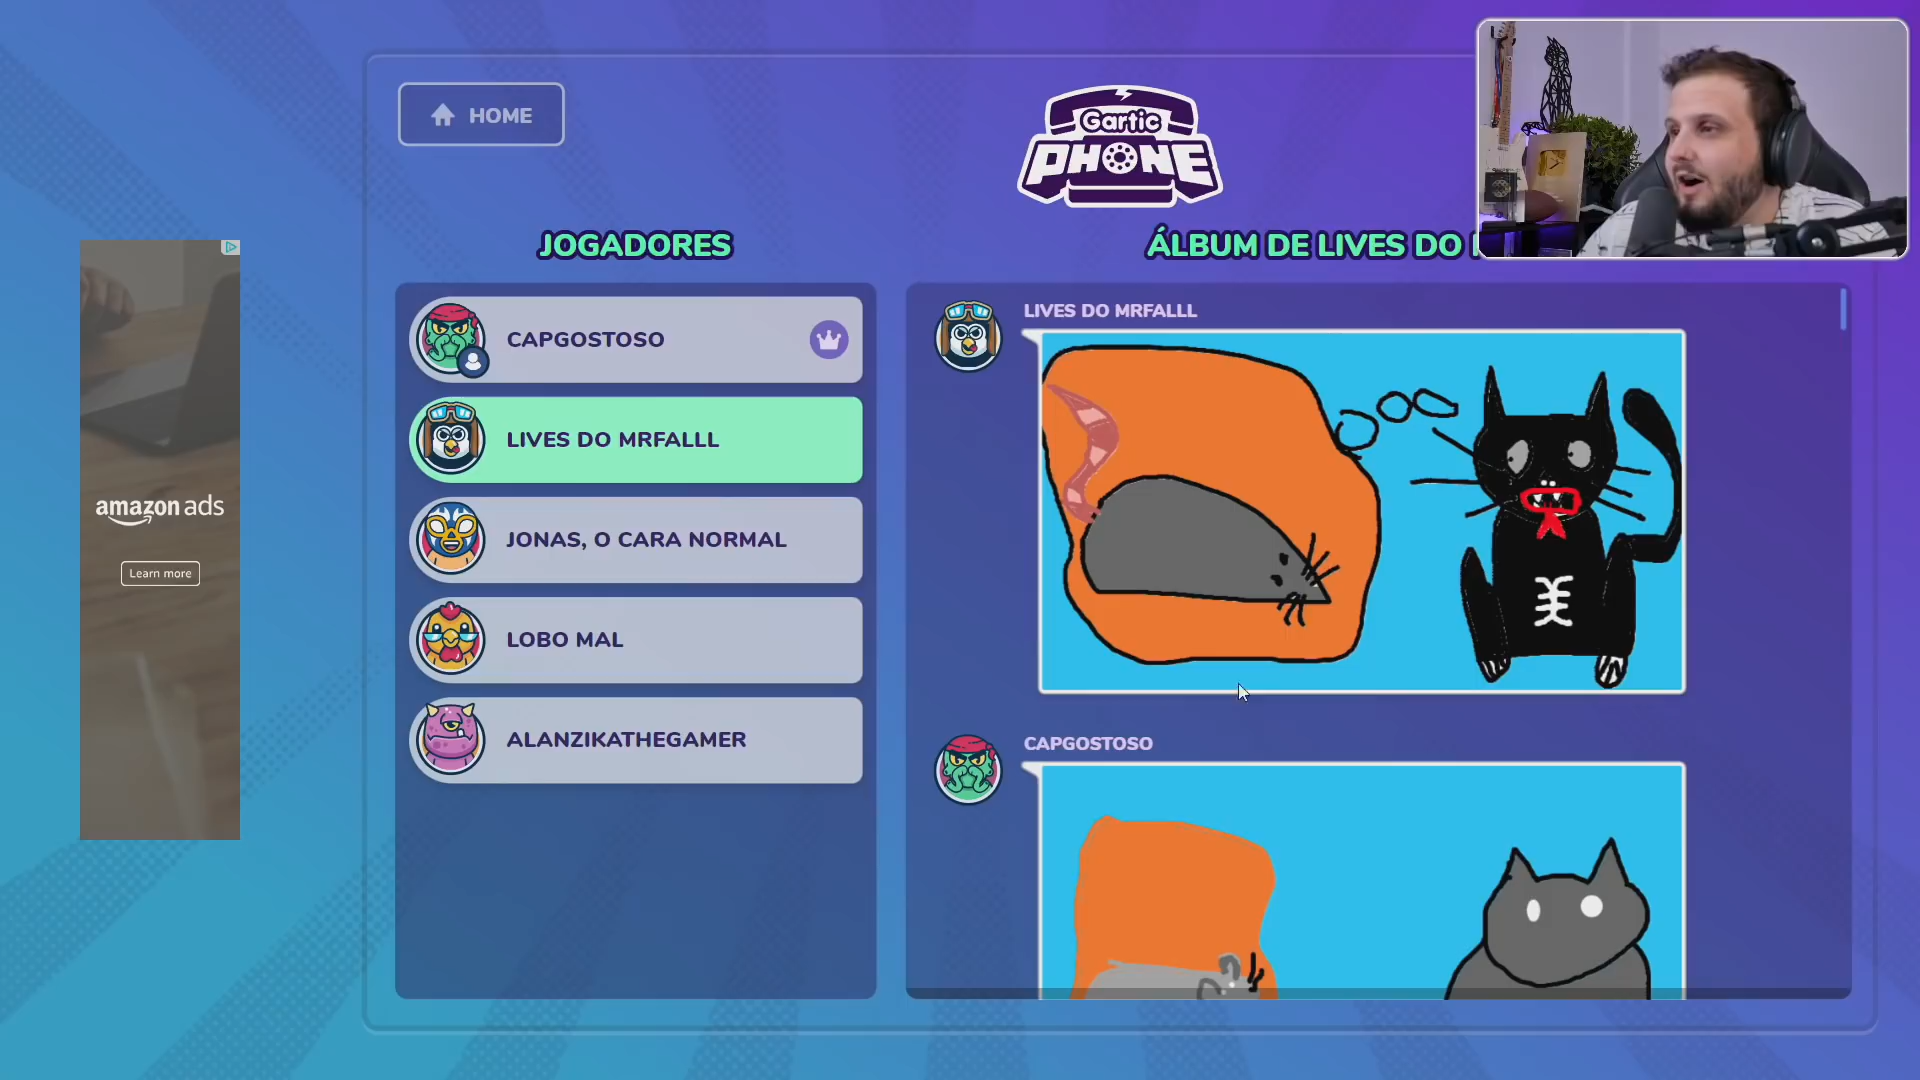 HOME
Gartic
PHONE
JOGADORES
ÁLBUM DE LIVES DO
CAPGOSTOSO
LIVES DO MRFALLL
JONAS, O CARA NORMAL
LOBO MAL
ALANZIKATHEGAMER
LIVES DO MRFALLL
CAPGOSTOSO
amazon ads
Learn more